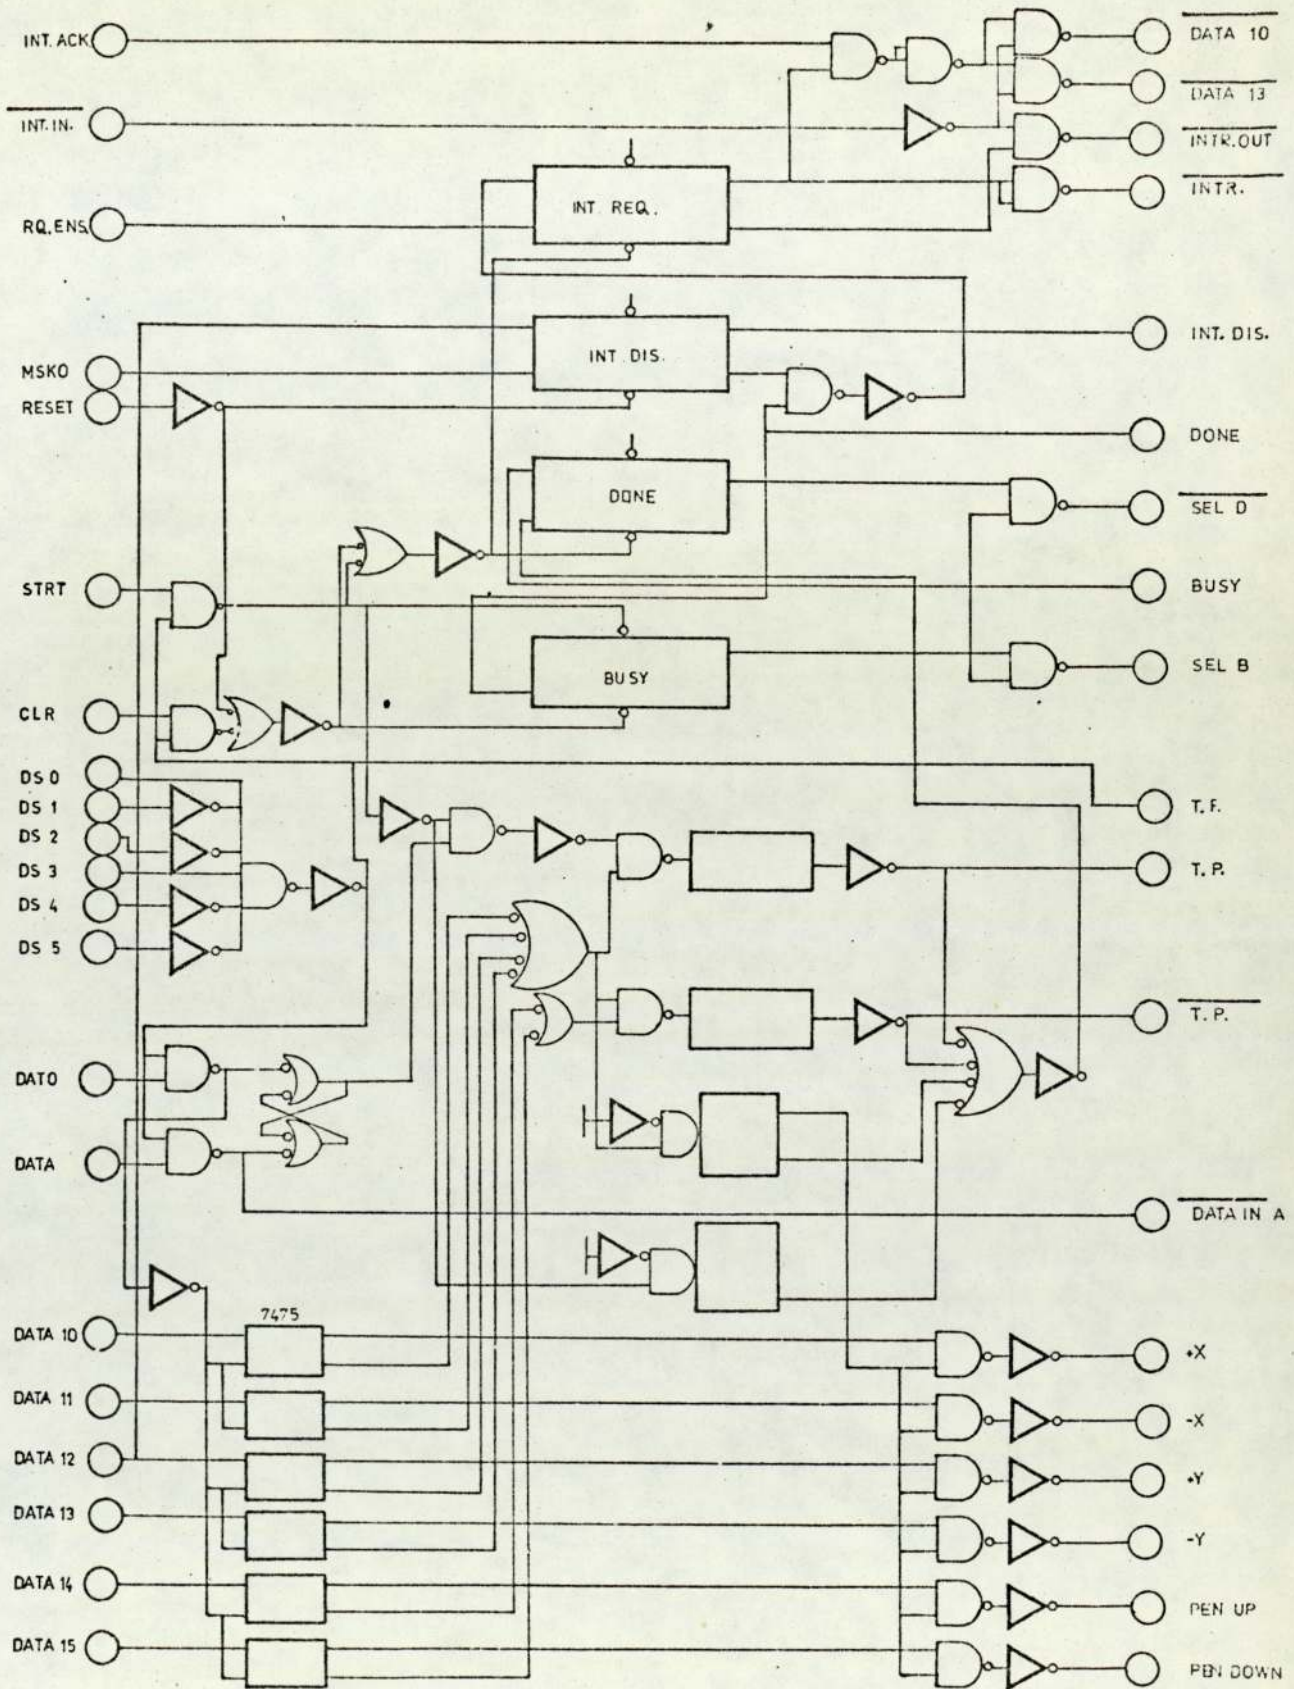 INT. ACK
INT. IN.
RQ. ENS.
MSKO
RESET
STRT
CLR
DS 0
DS 1
DS 2
DS 3
DS 4
DS 5
DATO
DATA
DATA 10
DATA 11
DATA 12
DATA 13
DATA 14
DATA 15
INT. REQ.
INT DIS.
DONE
BUSY
7475
DATA 10
DATA 13
INTR.OUT
INTR.
INT. DIS.
DONE
SEL D
BUSY
SEL B
T. F.
T. P.
T. P.
DATA IN A
+X
-X
+Y
-Y
PEN UP
PEN DOWN